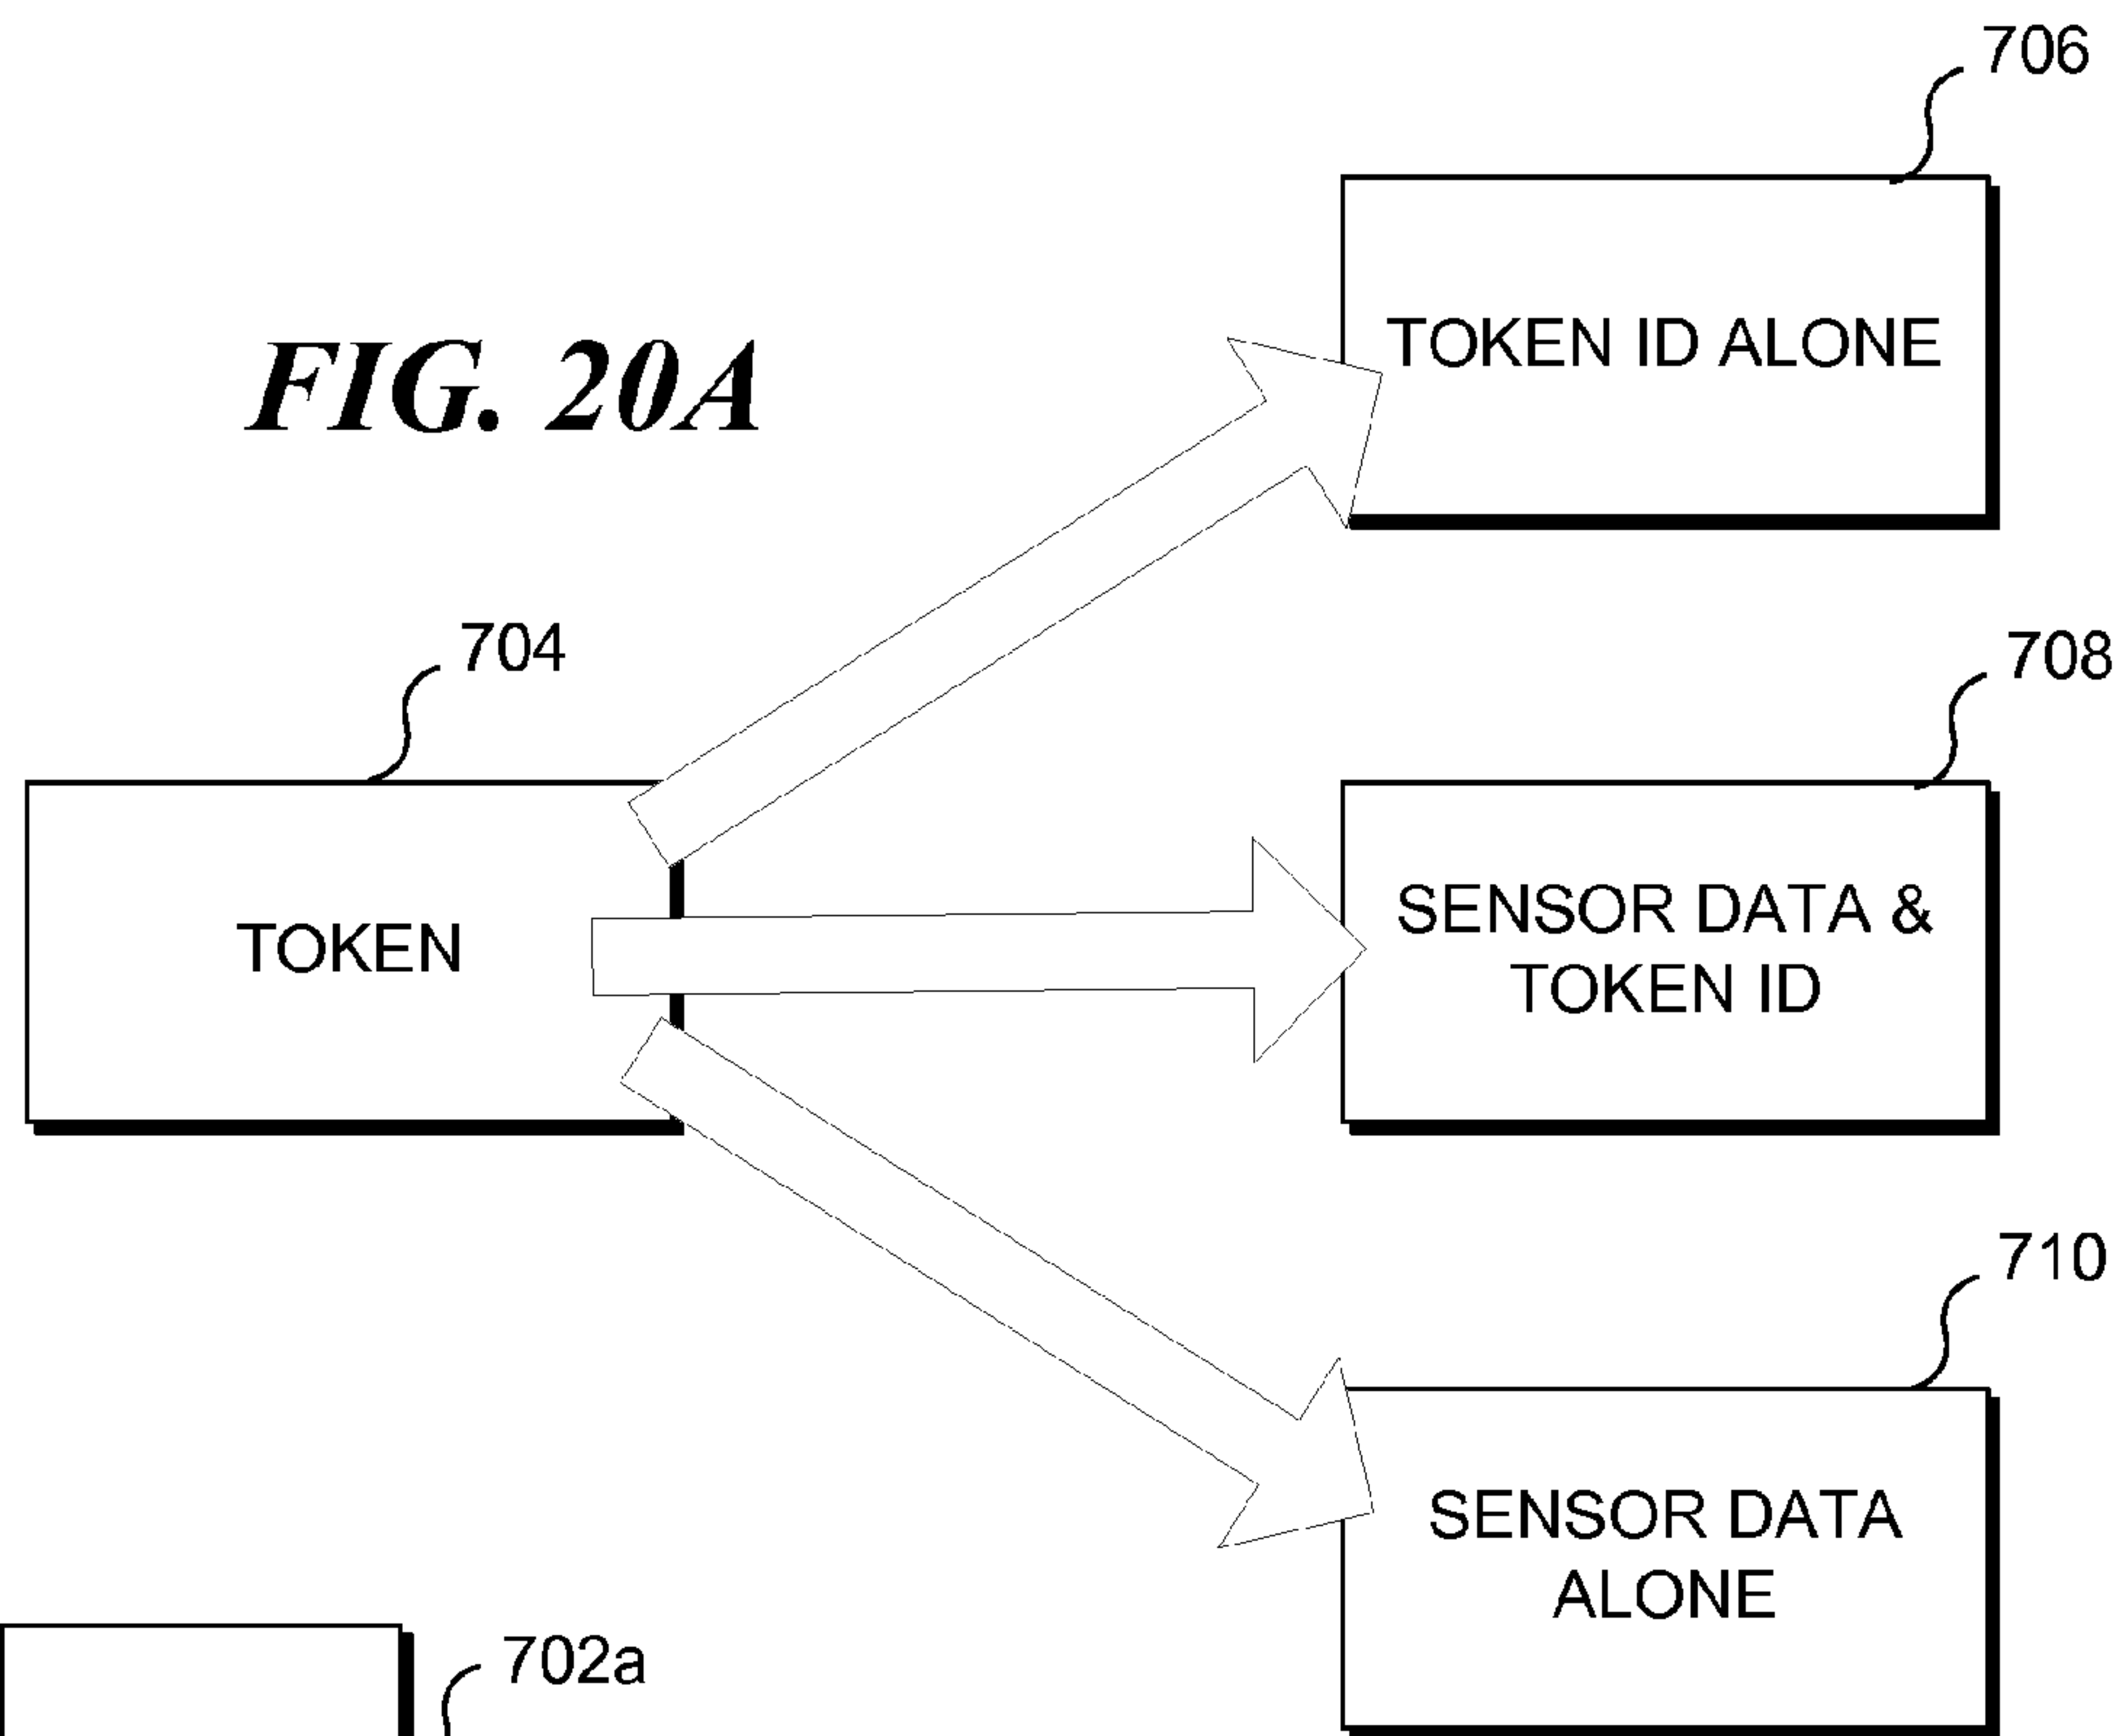 706
TOKEN ID ALONE
FIG. 20A
704
708
TOKEN
SENSOR DATA &
TOKEN ID
710
SENSOR DATA
ALONE
702a